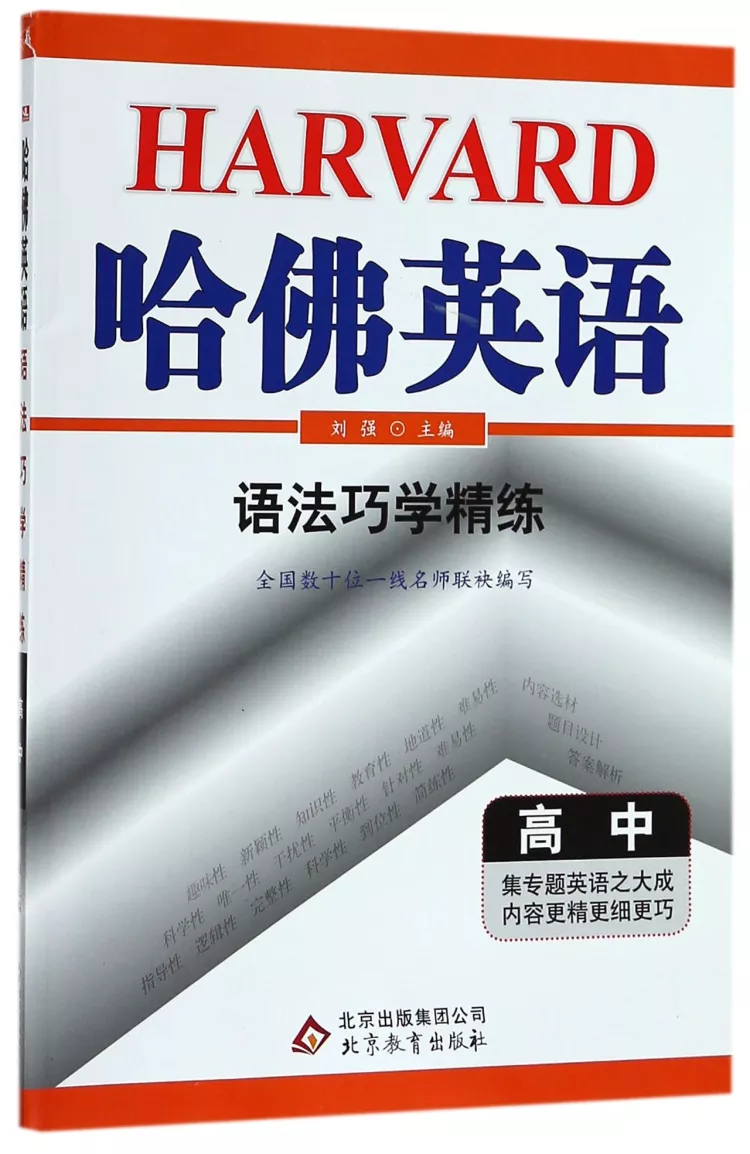 HARVARD
哈佛英语
刘强⊙主编
语法巧学精练
全国数十位一线名师联袂编写
趣味性 新颖性 知识性 教育性 地道性 难易性 内容选材
科学性 唯一性 干扰性 平衡性 针对性 难易性 题目设计
指导性 逻辑性 完整性 科学性 到位性 简练性 答案解析
高中
集专题英语之大成
内容更精更细更巧
北京出版集团公司
北京教育出版社
哈佛英语 语法巧学精练 高中